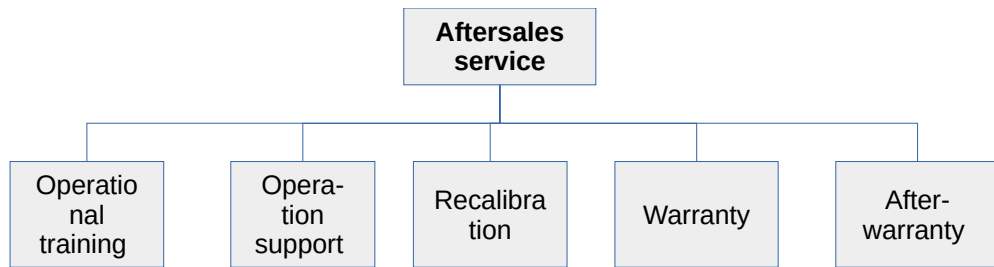 Aftersales
service
Operatio
nal
training
Opera-
tion
support
Recalibra
tion
Warranty
After-
warranty